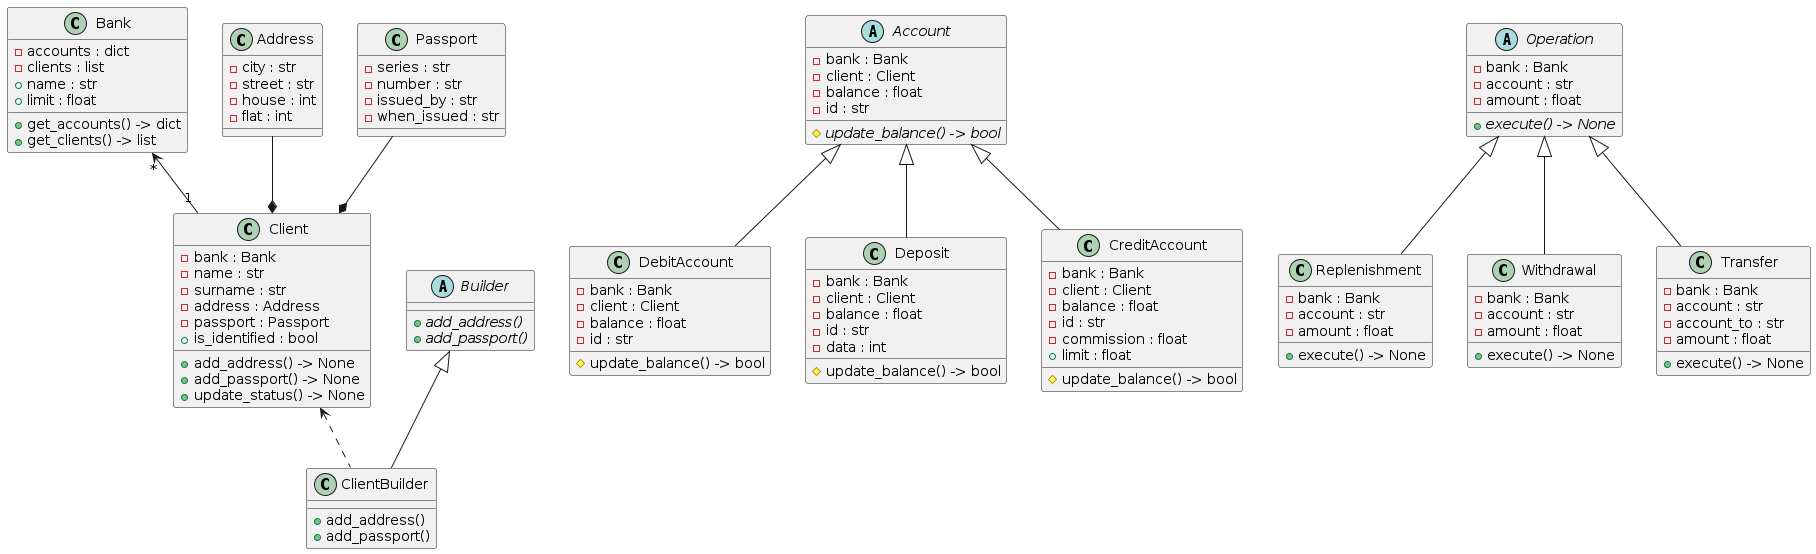 C Bank
accounts : dict
clients : list
name : str
limit : float
get_accounts() -> dict
get_clients() -> list
C Address
city : str
street : str
house : int
flat : int
C Passport
series : str
number : str
issued_by : str
when_issued : str
*
1
C Client
bank : Bank
name : str
surname : str
address : Address
passport : Passport
is_identified : bool
add_address() -> None
add_passport() -> None
update_status() -> None
A Builder
add_address()
add_passport()
C ClientBuilder
add_address()
add_passport()
A Account
bank : Bank
client : Client
balance : float
id : str
update_balance() -> bool
C DebitAccount
bank : Bank
client : Client
balance : float
id : str
update_balance() -> bool
C Deposit
bank : Bank
client : Client
balance : float
id : str
data : int
update_balance() -> bool
C CreditAccount
bank : Bank
client : Client
balance : float
id : str
commission : float
limit : float
update_balance() -> bool
A Operation
bank : Bank
account : str
amount : float
execute() -> None
C Replenishment
bank : Bank
account : str
amount : float
execute() -> None
C Withdrawal
bank : Bank
account : str
amount : float
execute() -> None
C Transfer
bank : Bank
account : str
account_to : str
amount : float
execute() -> None